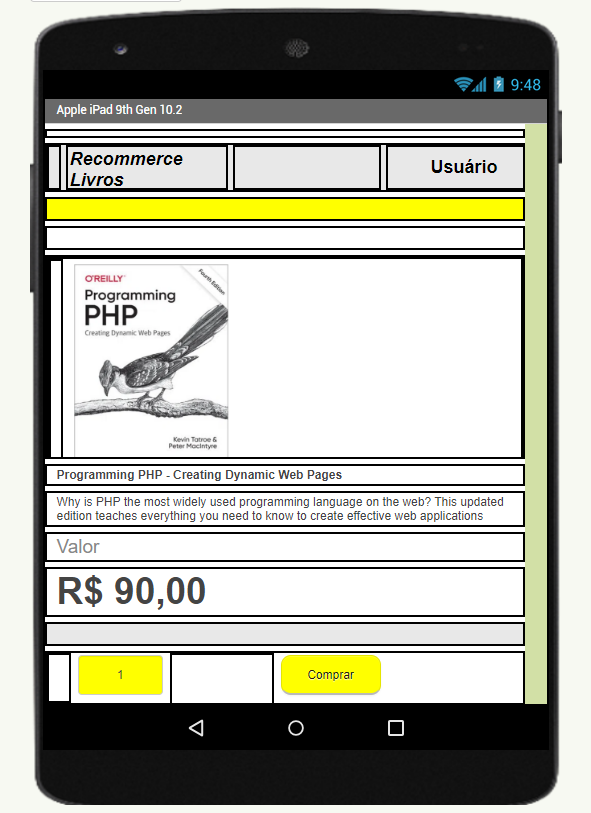 9:48
Apple iPad 9th Gen 10.2
Recommerce
Livros
Usuário
O'REILLY
Fourth Edition
Programming
PHP
Creating Dynamic Web Pages
Kevin Tatroe &
Peter MacIntyre
Programming PHP - Creating Dynamic Web Pages
Why is PHP the most widely used programming language on the web? This updated
edition teaches everything you need to know to create effective web applications
Valor
R$ 90,00
1
Comprar